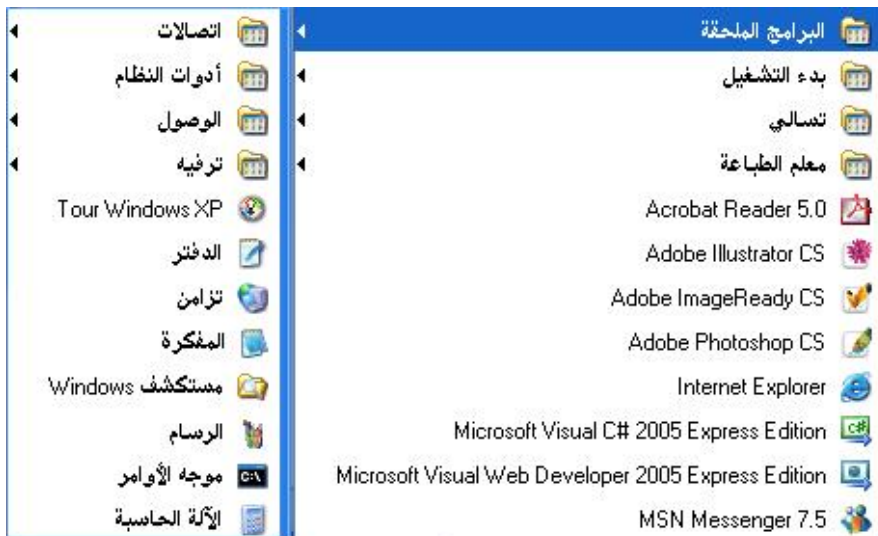 البرامج الملحقة
بدء التشغيل
تسالي
معلم الطباعة
Acrobat Reader 5.0
Adobe Illustrator CS
Adobe ImageReady CS
Adobe Photoshop CS
Internet Explorer
Microsoft Visual C# 2005 Express Edition
Microsoft Visual Web Developer 2005 Express Edition
MSN Messenger 7.5
اتصالات
أدوات النظام
الوصول
ترفيه
Tour Windows XP
الدفتر
تزامن
المفكرة
مستكشف Windows
الرسام
موجه الأوامر
الآلة الحاسبة